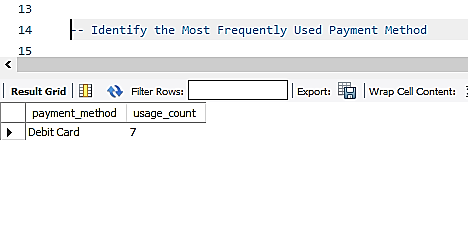 13
14 -- Identify the Most Frequently Used Payment Method
15
Result Grid Filter Rows: Export: Wrap Cell Content:
payment_method usage_count
Debit Card 7